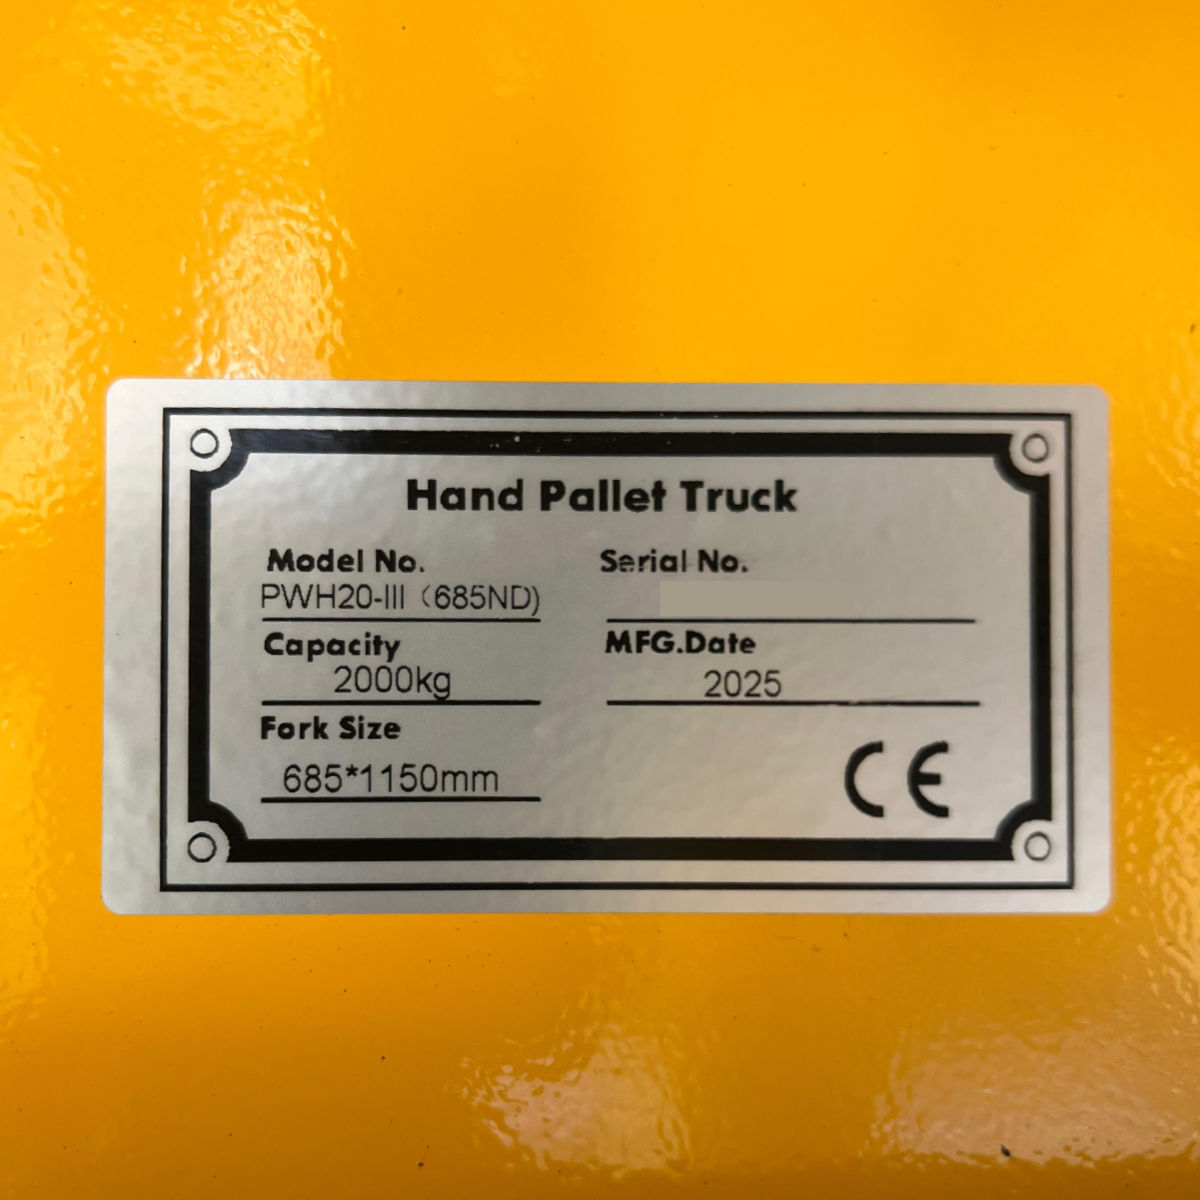 Hand Pallet Truck
Model No. Serial No.
PWH20-III（685ND)
Capacity MFG.Date
2000kg 2025
Fork Size
685*1150mm
CE